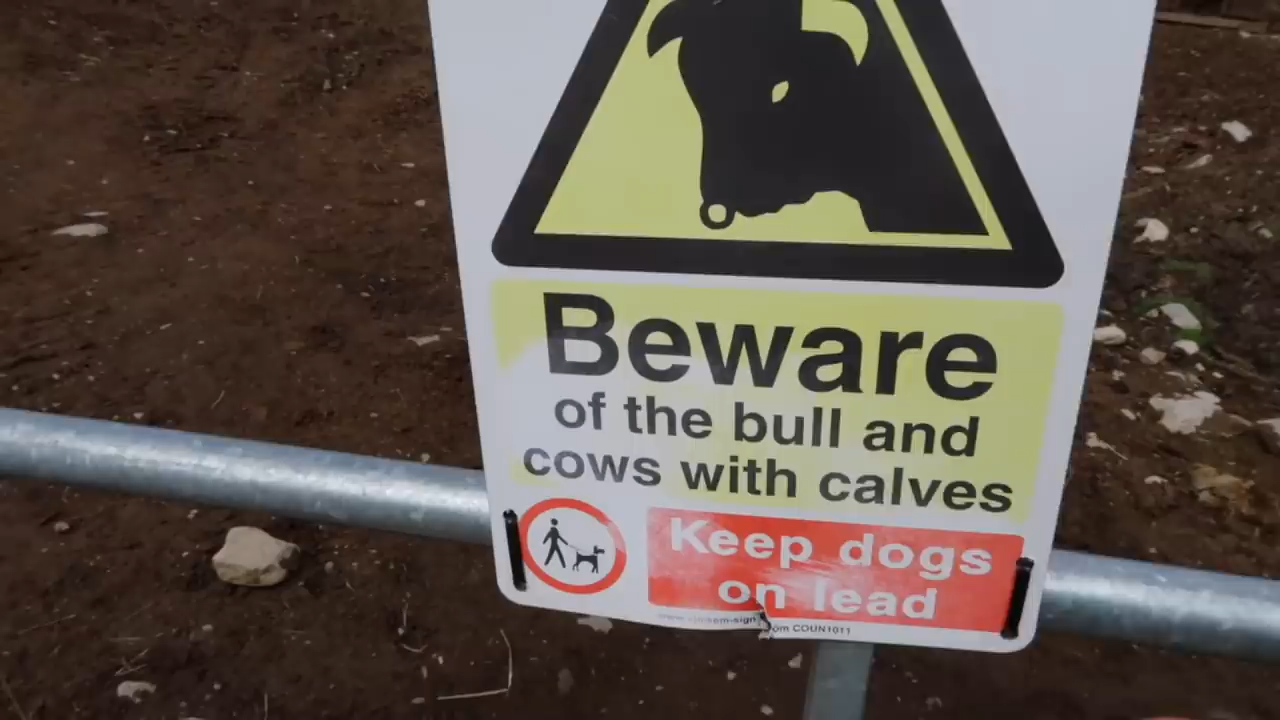 Beware
of the bull and
cows with calves
Keep dogs
on lead
COUN1011